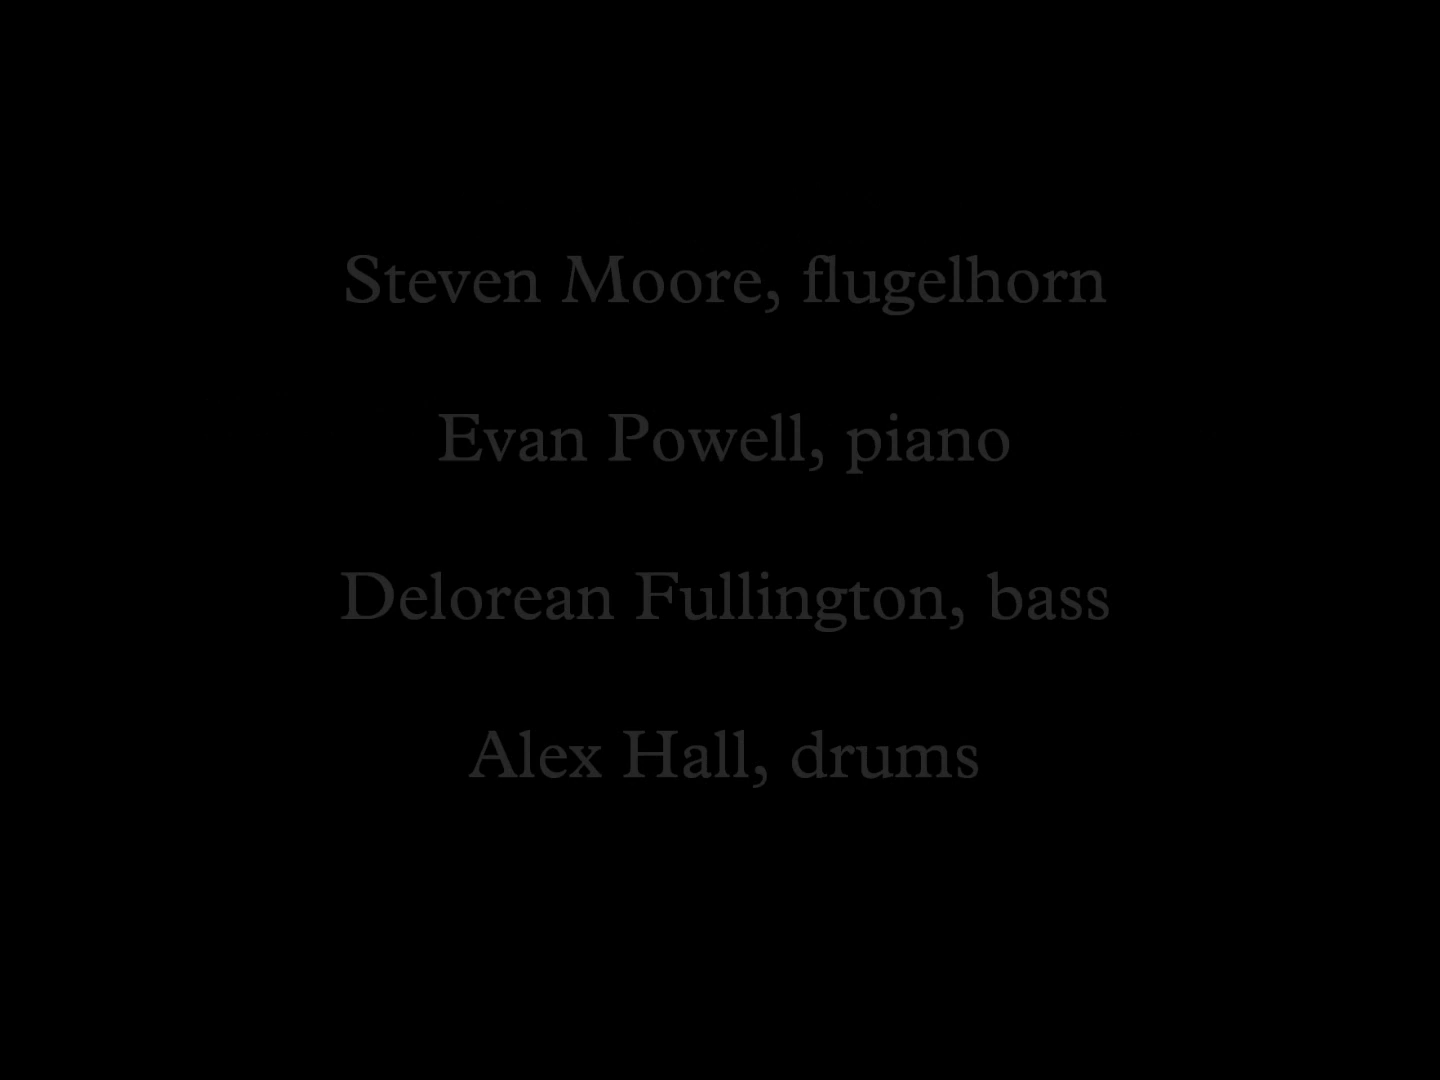 Steven Moore, flugelhorn
Evan Powell, piano
Delorean Fullington, bass
Alex Hall, drums